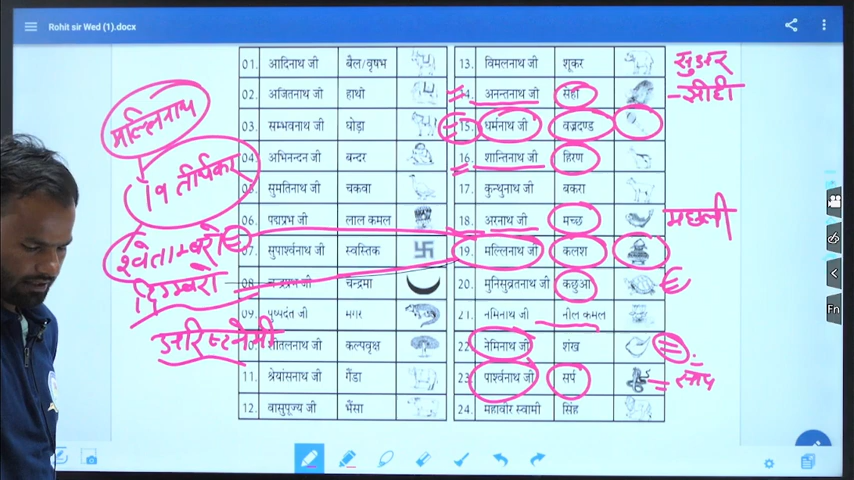 Rohit sir Wed (1).docx
01. आदिनाथ जी बैल/वृषभ
02 अजितनाथ जी हाथी
03. सम्भवनाथ जी घोड़ा
04 अभिनन्दन जी बन्दर
05. सुमतिनाथ जी चकवा
06. पद्मप्रभ जी लाल कमल
07. सुपार्श्वनाथ जी स्वस्तिक
08 चन्द्रप्रभ जी चन्द्रमा
09. पुष्पदंत जी मगर
10. शीतलनाथ जी कल्पवृक्ष
11. श्रेयांसनाथ जी गेंडा
12. वासुपूज्य जी भैंसा
13. विमलनाथ जी शूकर
14. अनन्तनाथ जी सेही
15. धर्मनाथ जी वज्रदण्ड
16. शान्तिनाथ जी हिरण
17. कुन्थुनाथ जी बकरा
18. अरनाथ जी मच्छ
19. मल्लिनाथ जी कलश
20. मुनिसुव्रतनाथ जी कछुआ
21. नमिनाथ जी नील कमल
22. नेमिनाथ जी शंख
23. पार्श्वनाथ जी सर्प
24. महावीर स्वामी सिंह
मल्लिनाथ
19 तीर्थकर
श्वेताम्बरो
दिगम्बरो
अरिष्टनेमी
सुअर
मछली
साप
Fn